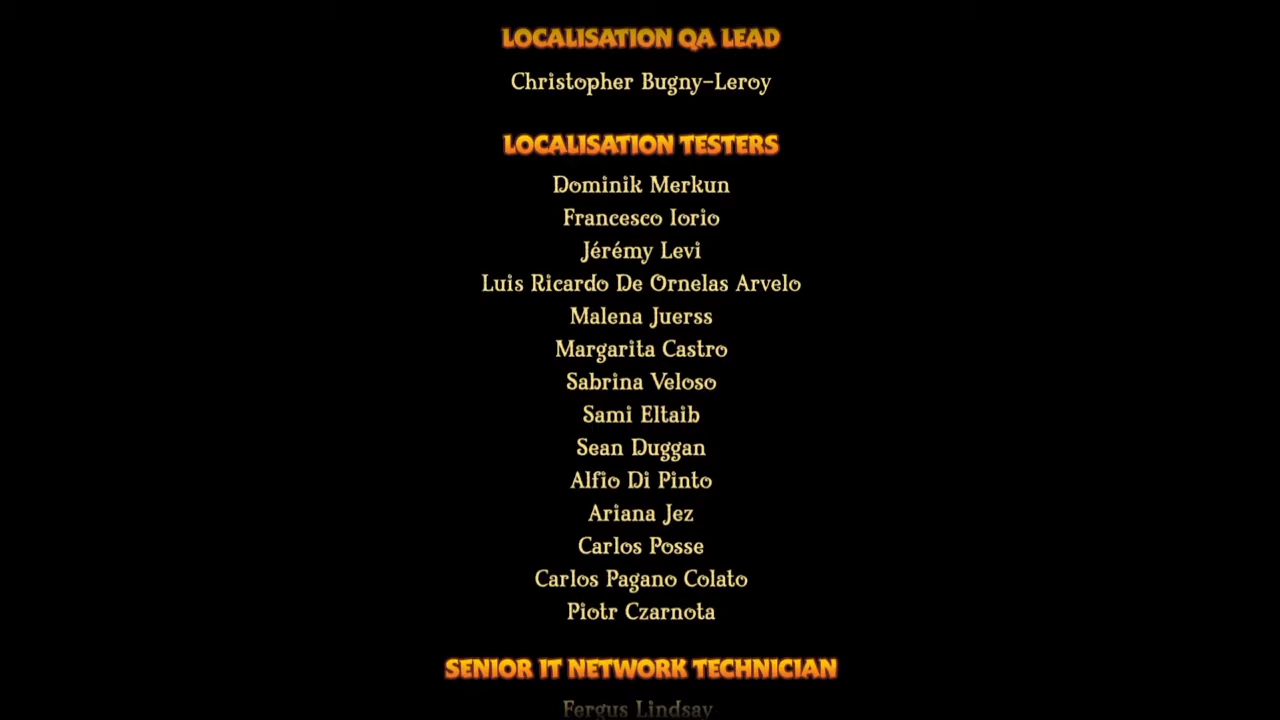 LOCALISATION QA LEAD
Christopher Bugny-Leroy
LOCALISATION TESTERS
Dominik Merkun
Francesco Iorio
Jérémy Levi
Luis Ricardo De Ornelas Arvelo
Malena Juerss
Margarita Castro
Sabrina Veloso
Sami Eltaib
Sean Duggan
Alfio Di Pinto
Ariana Jez
Carlos Posse
Carlos Pagano Colato
Piotr Czarnota
SENIOR IT NETWORK TECHNICIAN
Fergus Lindsay